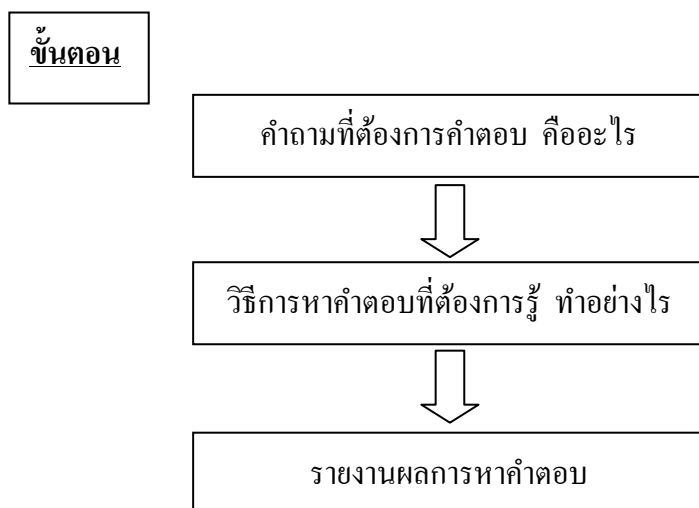 ขั้นตอน
คำถามที่ต้องการคำตอบ คืออะไร
วิธีการหาคำตอบที่ต้องการรู้ ทำอย่างไร
รายงานผลการหาคำตอบ